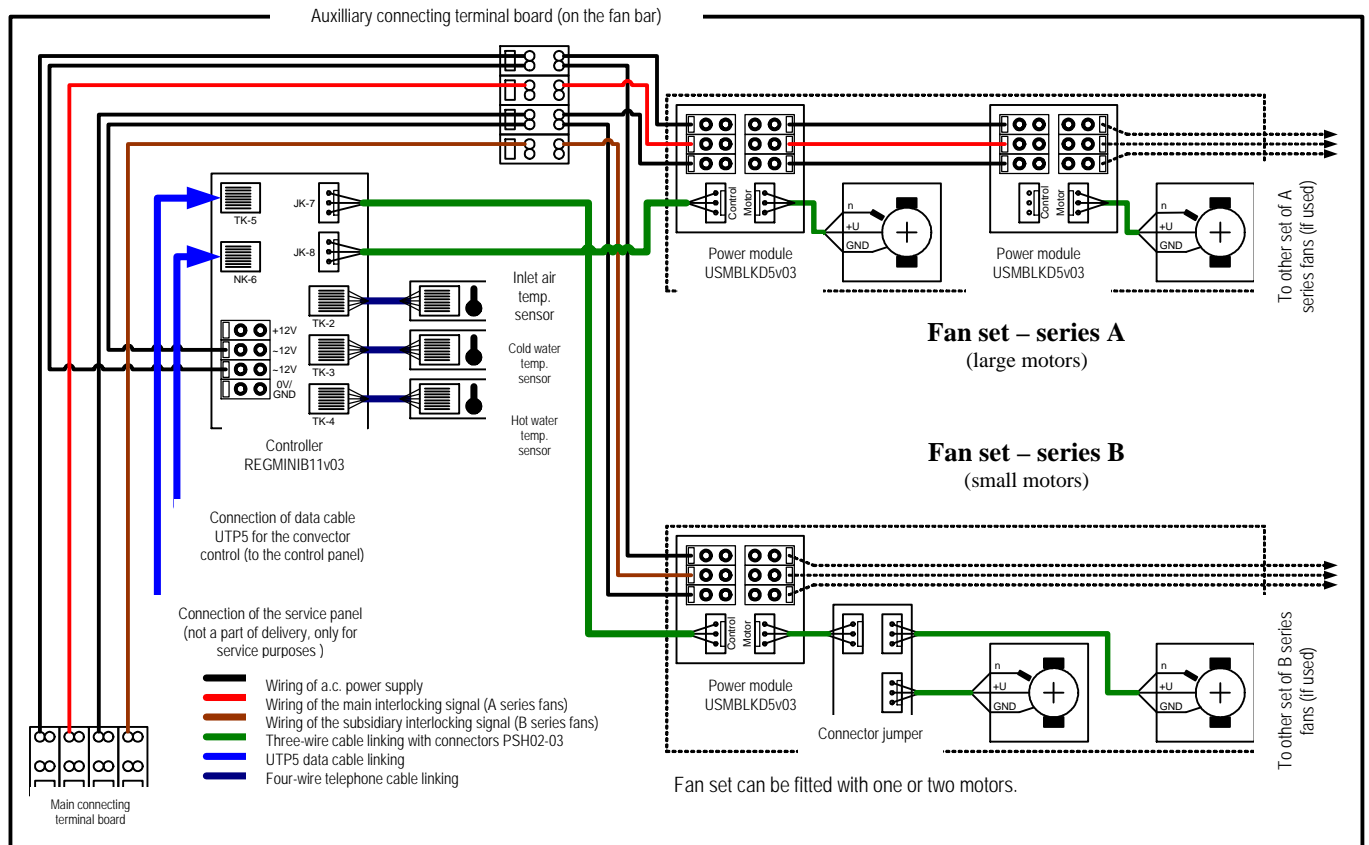 Auxilliary connecting terminal board (on the fan bar)
TK-5
JK-7
NK-6
JK-8
TK-2
TK-3
TK-4
+12V
~12V
~12V
0V/
GND
Controller
REGMINIB11v03
Inlet air
temp.
sensor
Cold water
temp.
sensor
Hot water
temp.
sensor
Control
Motor
Power module
USMBLKD5v03
n
+U
GND
Control
Motor
Power module
USMBLKD5v03
n
+U
GND
To other set of A
series fans (if used)
Fan set – series A
(large motors)
Fan set – series B
(small motors)
Connection of data cable
UTP5 for the convector
control (to the control panel)
Connection of the service panel
(not a part of delivery, only for
service purposes )
Wiring of a.c. power supply
Wiring of the main interlocking signal (A series fans)
Wiring of the subsidiary interlocking signal (B series fans)
Three-wire cable linking with connectors PSH02-03
UTP5 data cable linking
Four-wire telephone cable linking
Main connecting
terminal board
Control
Motor
Power module
USMBLKD5v03
Connector jumper
n
+U
GND
n
+U
GND
To other set of B series
fans (if used)
Fan set can be fitted with one or two motors.